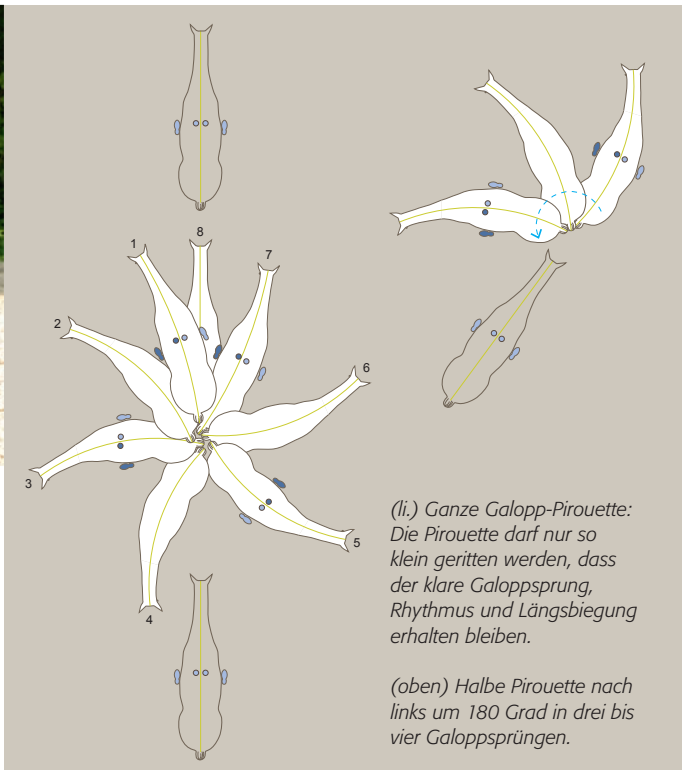 1
8
7
2
6
3
5
4
(li.) Ganze Galopp-Pirouette:
Die Pirouette darf nur so
klein geritten werden, dass
der klare Galoppsprung,
Rhythmus und Längsbiegung
erhalten bleiben.
(oben) Halbe Pirouette nach
links um 180 Grad in drei bis
vier Galoppsprüngen.